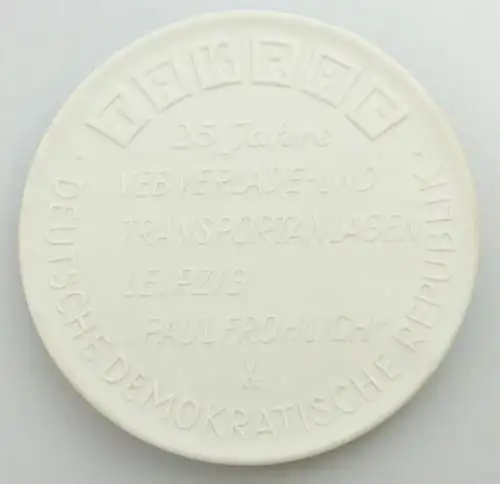 TAKRAF
25 Jahre
VEB VERLADE- UND
TRANSPORTANLAGEN
LEIPZIG
"PAUL FRÖHLICH"
· DEUTSCHE DEMOKRATISCHE REPUBLIK ·